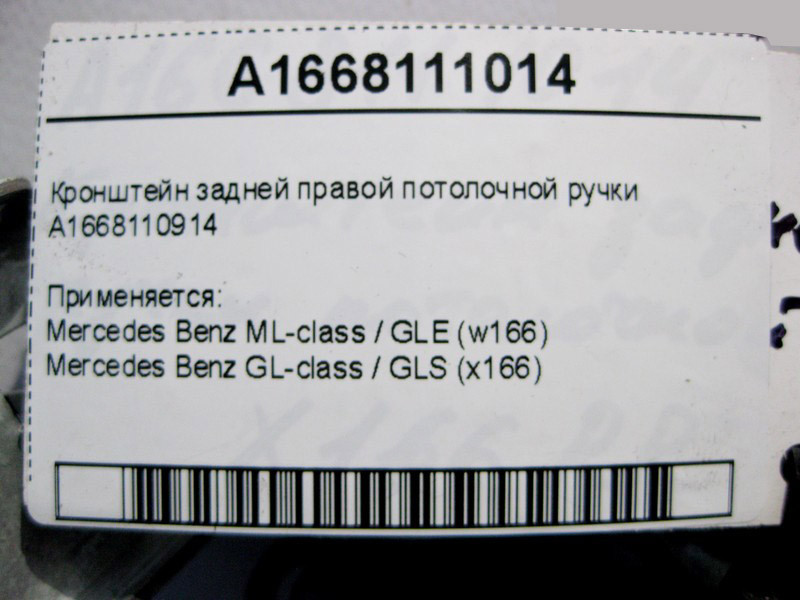 A1668111014
Кронштейн задней правой потолочной ручки
A1668110914
Применяется:
Mercedes Benz ML-class / GLE (w166)
Mercedes Benz GL-class / GLS (x166)